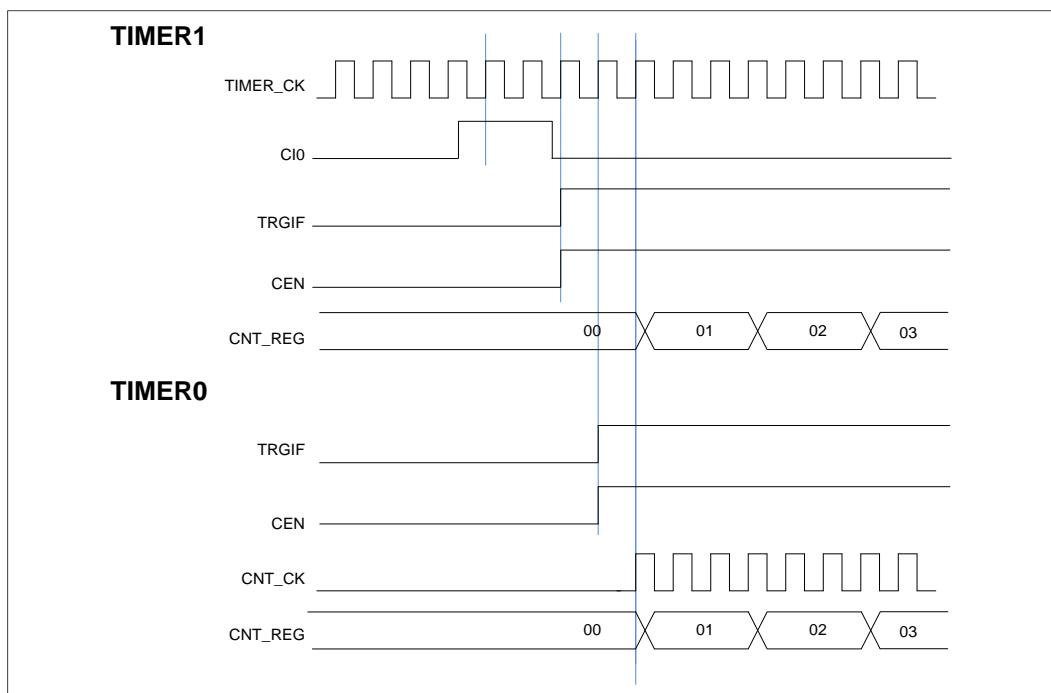 TIMER1
TIMER_CK
CI0
TRGIF
CEN
CNT_REG 00 01 02 03
TIMER0
TRGIF
CEN
CNT_CK
CNT_REG 00 01 02 03